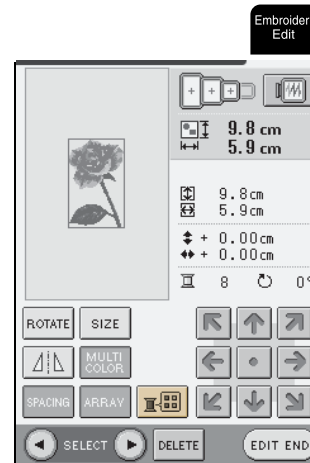 Embroider
Edit
9.8 cm
5.9 cm
9.8cm
5.9cm
+ 0.00cm
+ 0.00cm
8 0°
ROTATE SIZE
MULTI
COLOR
SPACING ARRAY
SELECT DELETE EDIT END